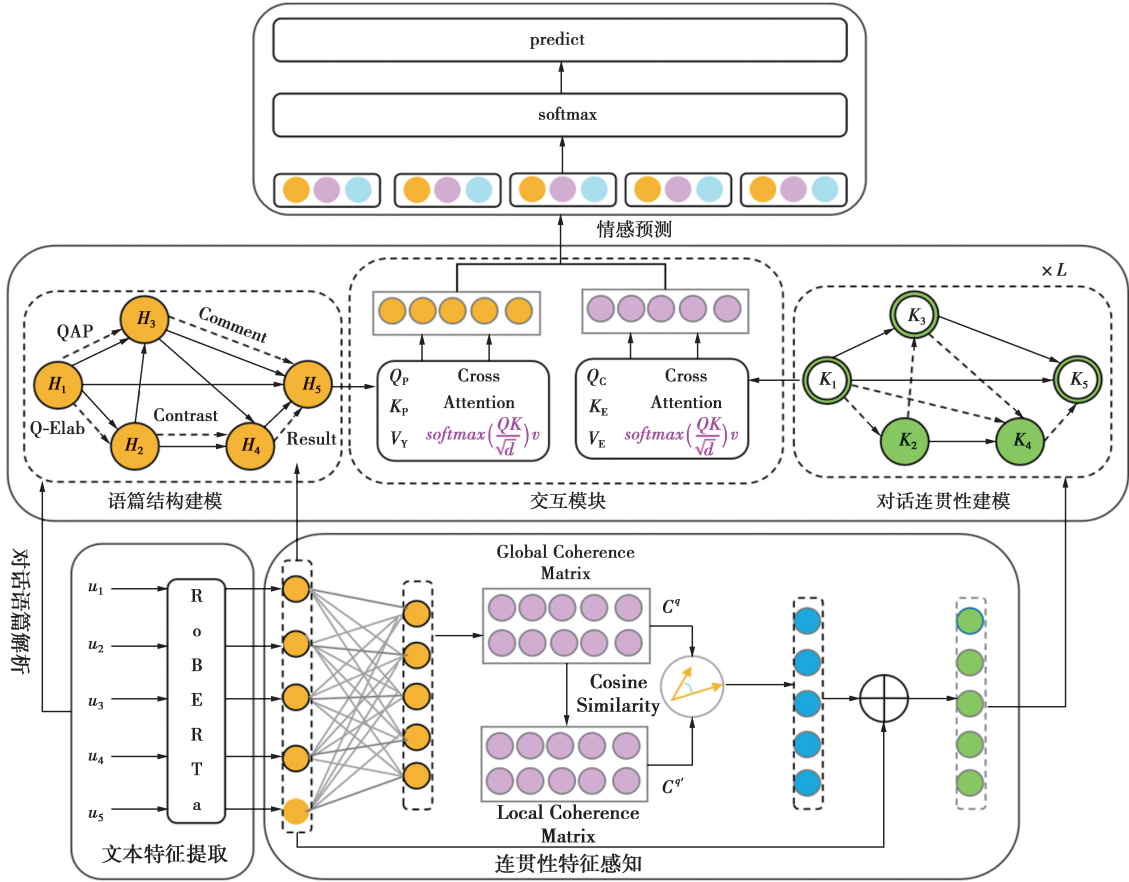 predict
softmax
情感预测
× L
QAP
H3
Comment
H1
H5
Q-Elab
Contrast
H2
H4
Result
语篇结构建模
QP Cross
KP Attention
VY softmax(QK/√d)v
QC Cross
KE Attention
VE softmax(QK/√d)v
交互模块
K3
K1
K5
K2
K4
对话连贯性建模
对话语篇解析
u1
u2
u3
u4
u5
R
o
B
E
R
T
a
文本特征提取
Global Coherence
Matrix
C^q
Cosine
Similarity
C^q'
Local Coherence
Matrix
连贯性特征感知